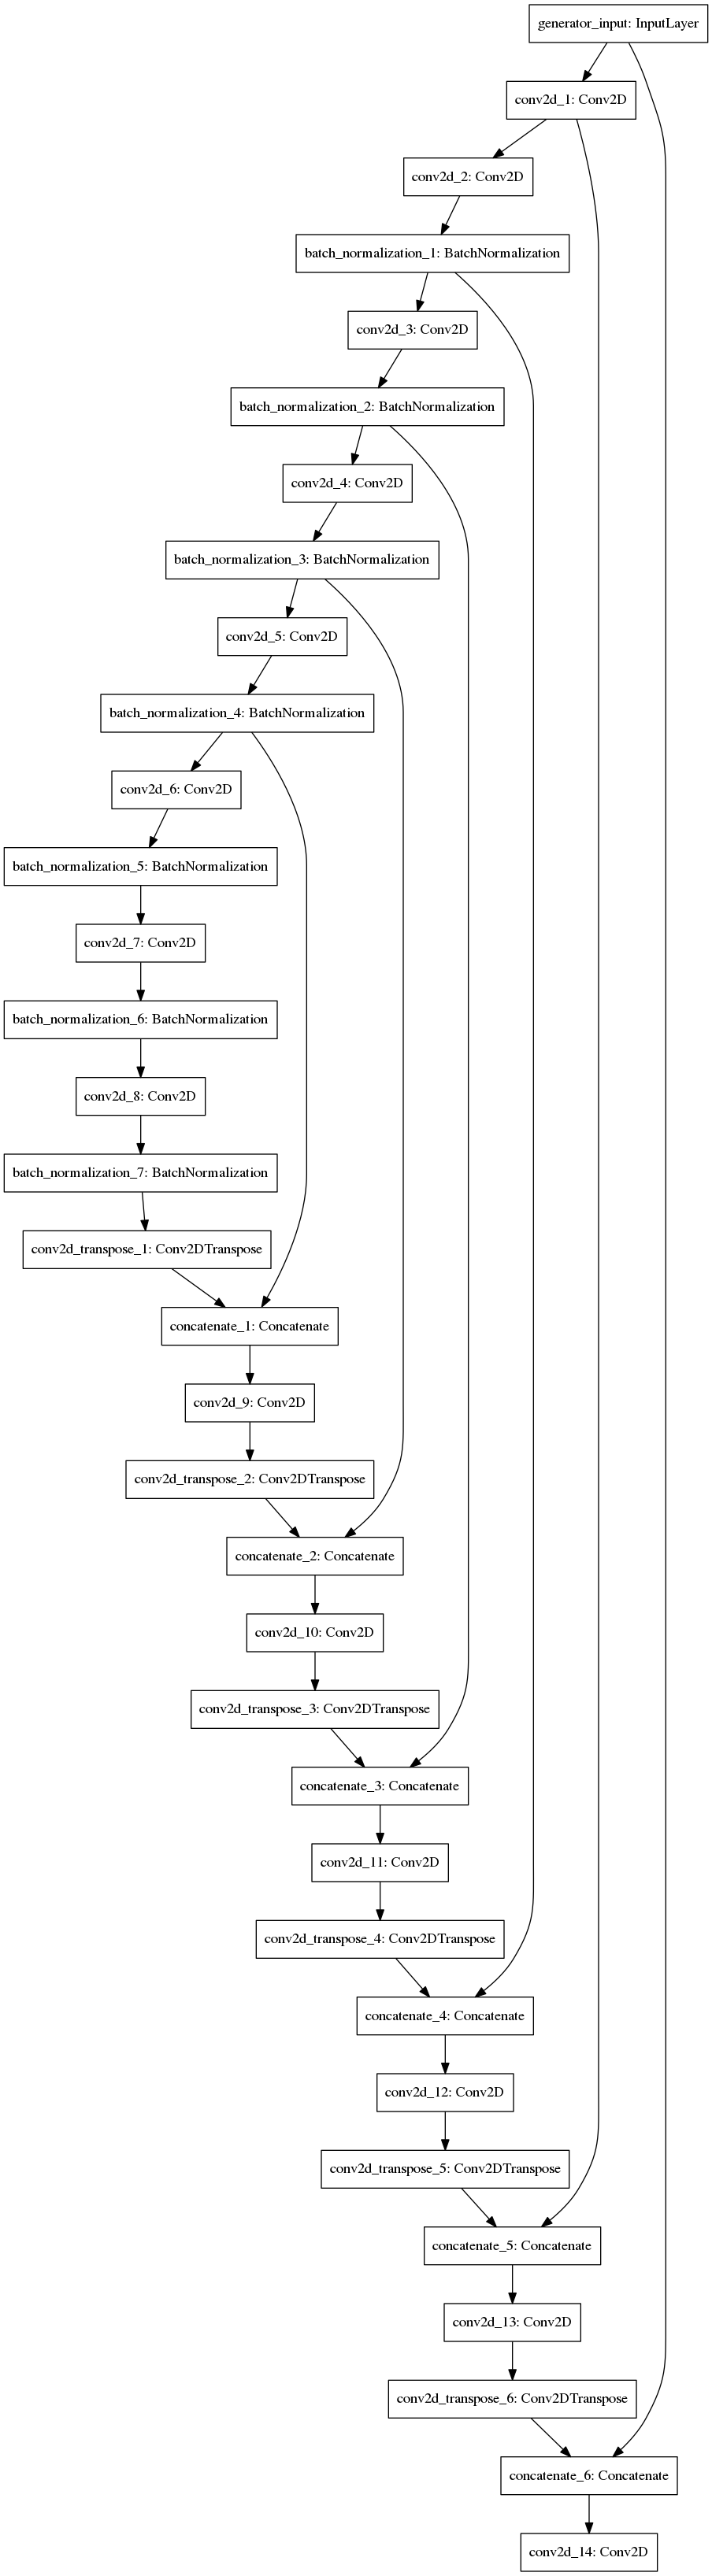 generator_input: InputLayer
conv2d_1: Conv2D
conv2d_2: Conv2D
batch_normalization_1: BatchNormalization
conv2d_3: Conv2D
batch_normalization_2: BatchNormalization
conv2d_4: Conv2D
batch_normalization_3: BatchNormalization
conv2d_5: Conv2D
batch_normalization_4: BatchNormalization
conv2d_6: Conv2D
batch_normalization_5: BatchNormalization
conv2d_7: Conv2D
batch_normalization_6: BatchNormalization
conv2d_8: Conv2D
batch_normalization_7: BatchNormalization
conv2d_transpose_1: Conv2DTranspose
concatenate_1: Concatenate
conv2d_9: Conv2D
conv2d_transpose_2: Conv2DTranspose
concatenate_2: Concatenate
conv2d_10: Conv2D
conv2d_transpose_3: Conv2DTranspose
concatenate_3: Concatenate
conv2d_11: Conv2D
conv2d_transpose_4: Conv2DTranspose
concatenate_4: Concatenate
conv2d_12: Conv2D
conv2d_transpose_5: Conv2DTranspose
concatenate_5: Concatenate
conv2d_13: Conv2D
conv2d_transpose_6: Conv2DTranspose
concatenate_6: Concatenate
conv2d_14: Conv2D